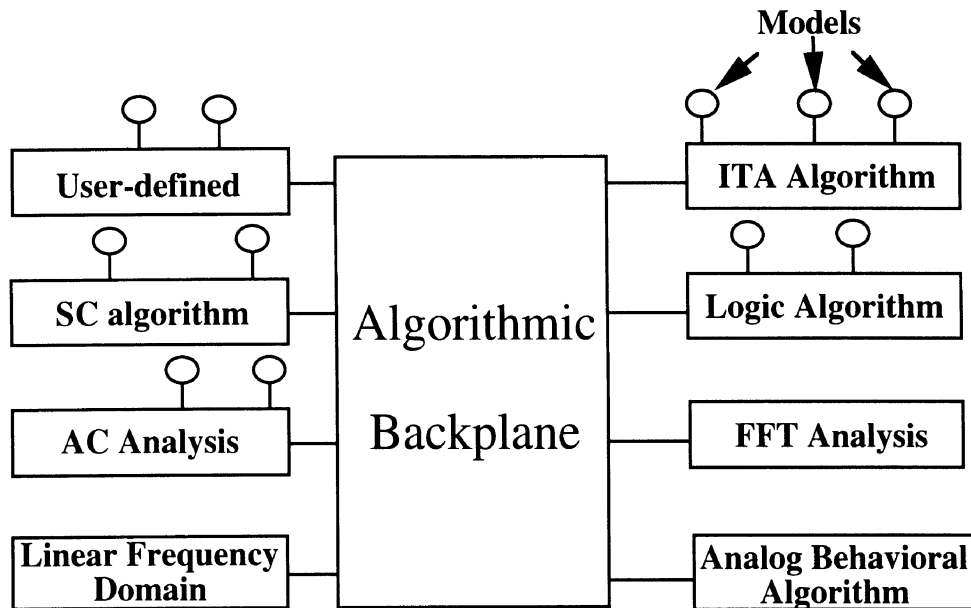 Models
User-defined
ITA Algorithm
SC algorithm
Logic Algorithm
Algorithmic
Backplane
AC Analysis
FFT Analysis
Linear Frequency
Domain
Analog Behavioral
Algorithm